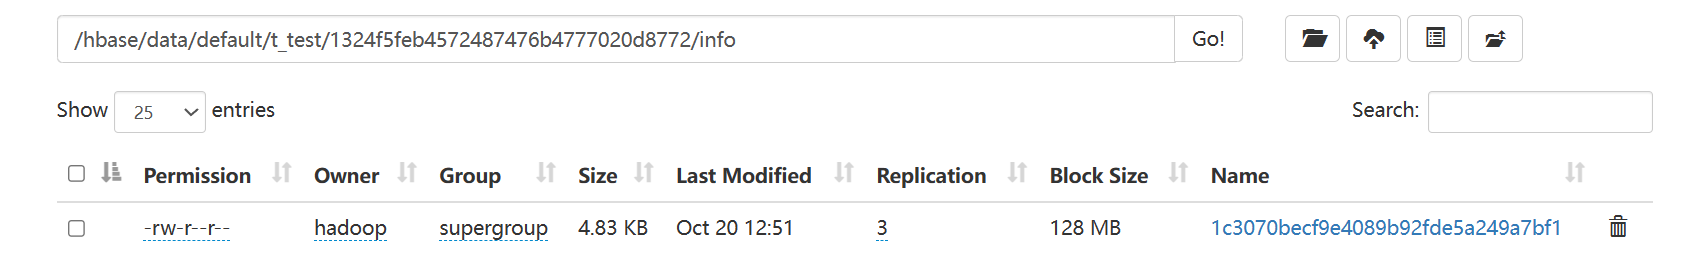 /hbase/data/default/t_test/1324f5feb4572487476b4777020d8772/info Go!
Show 25 entries Search:
Permission Owner Group Size Last Modified Replication Block Size Name
-rw-r--r-- hadoop supergroup 4.83 KB Oct 20 12:51 3 128 MB 1c3070becf9e4089b92fde5a249a7bf1